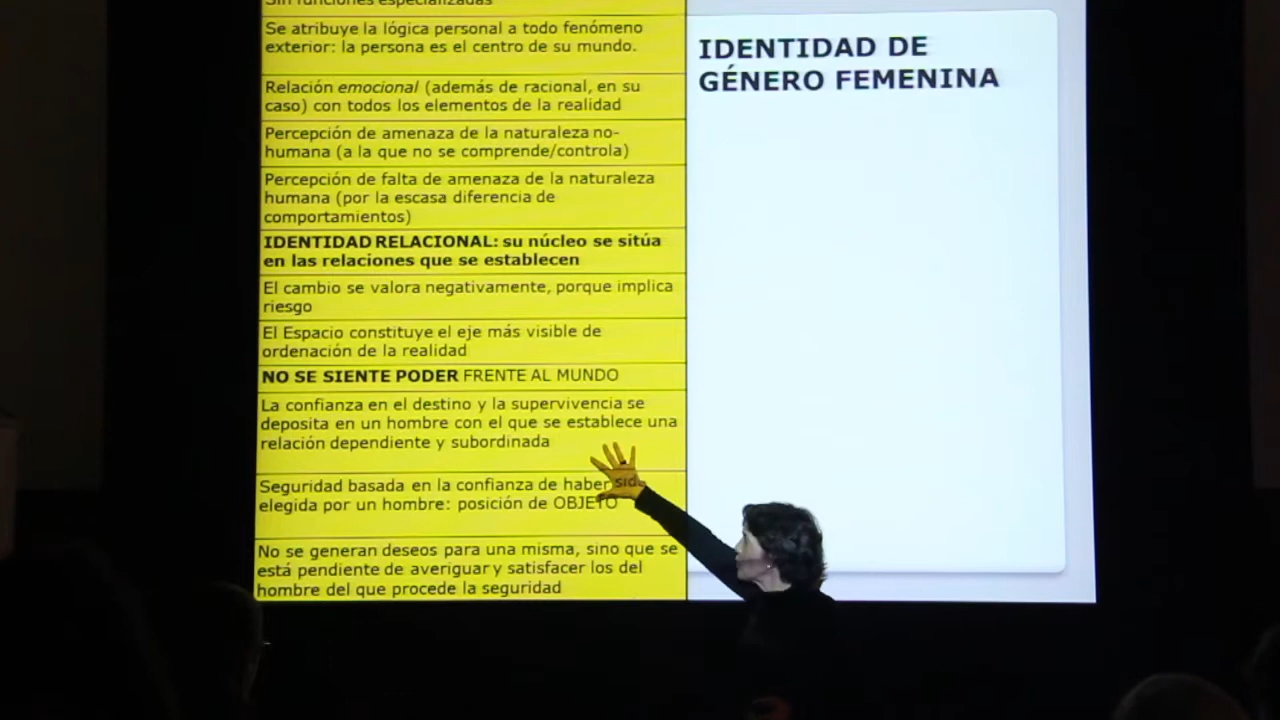 Sin funciones especializadas
Se atribuye la lógica personal a todo fenómeno
exterior: la persona es el centro de su mundo.
Relación emocional (además de racional, en su
caso) con todos los elementos de la realidad
Percepción de amenaza de la naturaleza no-
humana (a la que no se comprende/controla)
Percepción de falta de amenaza de la naturaleza
humana (por la escasa diferencia de
comportamientos)
IDENTIDAD RELACIONAL: su núcleo se sitúa
en las relaciones que se establecen
El cambio se valora negativamente, porque implica
riesgo
El Espacio constituye el eje más visible de
ordenación de la realidad
NO SE SIENTE PODER FRENTE AL MUNDO
La confianza en el destino y la supervivencia se
deposita en un hombre con el que se establece una
relación dependiente y subordinada
Seguridad basada en la confianza de haber sido
elegida por un hombre: posición de OBJETO
No se generan deseos para una misma, sino que se
está pendiente de averiguar y satisfacer los del
hombre del que procede la seguridad
IDENTIDAD DE
GÉNERO FEMENINA